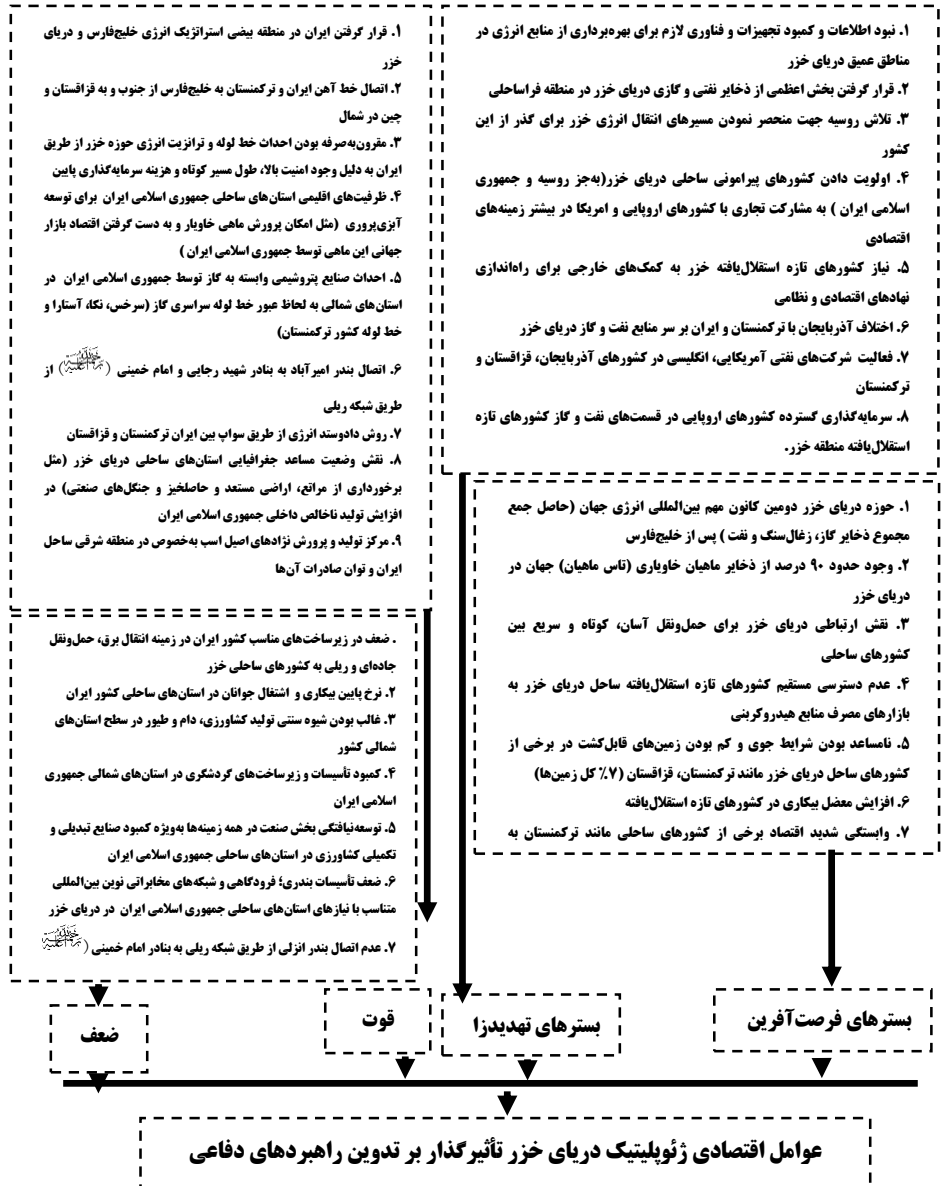 ۱. نبود اطلاعات و کمبود تجهیزات و فناوری لازم برای بهره‌برداری از منابع انرژی در
مناطق عمیق دریای خزر
۲. قرار گرفتن بخش اعظمی از ذخایر نفتی و گازی دریای خزر در منطقه فراساحلی
۳. تلاش روسیه جهت منحصر نمودن مسیرهای انتقال انرژی خزر برای گذر از این
کشور
۴. اولویت دادن کشورهای پیرامونی ساحلی دریای خزر(به‌جز روسیه و جمهوری
اسلامی ایران ) به مشارکت تجاری با کشورهای اروپایی و امریکا در بیشتر زمینه‌های
اقتصادی
۵. نیاز کشورهای تازه استقلال‌یافته خزر به کمک‌های خارجی برای راه‌اندازی
نهادهای اقتصادی و نظامی
۶. اختلاف آذربایجان با ترکمنستان و ایران بر سر منابع نفت و گاز دریای خزر
۷. فعالیت شرکت‌های نفتی آمریکایی، انگلیسی در کشورهای آذربایجان، قزاقستان و
ترکمنستان
۸. سرمایه‌گذاری گسترده کشورهای اروپایی در قسمت‌های نفت و گاز کشورهای تازه
استقلال‌یافته منطقه خزر.
۱. قرار گرفتن ایران در منطقه بیضی استراتژیک انرژی خلیج‌فارس و دریای
خزر
۲. اتصال خط آهن ایران و ترکمنستان به خلیج‌فارس از جنوب و به قزاقستان و
چین در شمال
۳. مقرون‌به‌صرفه بودن احداث خط لوله و ترانزیت انرژی حوزه خزر از طریق
ایران به دلیل وجود امنیت بالا، طول مسیر کوتاه و هزینه سرمایه‌گذاری پایین
۴. ظرفیت‌های اقلیمی استان‌های ساحلی جمهوری اسلامی ایران برای توسعه
آبزی‌پروری (مثل امکان پرورش ماهی خاویار و به دست گرفتن اقتصاد بازار
جهانی این ماهی توسط جمهوری اسلامی ایران )
۵. احداث صنایع پتروشیمی وابسته به گاز توسط جمهوری اسلامی ایران در
استان‌های شمالی به لحاظ عبور خط لوله سراسری گاز (سرخس، نکا، آستارا و
خط لوله کشور ترکمنستان)
۶. اتصال بندر امیرآباد به بنادر شهید رجایی و امام خمینی () از
طریق شبکه ریلی
۷. روش دادوستد انرژی از طریق سواپ بین ایران ترکمنستان و قزاقستان
۸. نقش وضعیت مساعد جغرافیایی استان‌های ساحلی دریای خزر (مثل
برخورداری از مراتع، اراضی مستعد و حاصلخیز و جنگل‌های صنعتی) در
افزایش تولید ناخالص داخلی جمهوری اسلامی ایران
۹. مرکز تولید و پرورش نژادهای اصیل اسب به‌خصوص در منطقه شرقی ساحل
ایران و توان صادرات آن‌ها
۱. حوزه دریای خزر دومین کانون مهم بین‌المللی انرژی جهان (حاصل جمع
مجموع ذخایر گاز، زغال‌سنگ و نفت ) پس از خلیج‌فارس
۲. وجود حدود ۹۰ درصد از ذخایر ماهیان خاویاری (تاس ماهیان) جهان در
دریای خزر
۳. نقش ارتباطی دریای خزر برای حمل‌ونقل آسان، کوتاه و سریع بین
کشورهای ساحلی
۴. عدم دسترسی مستقیم کشورهای تازه استقلال‌یافته ساحل دریای خزر به
بازارهای مصرف منابع هیدروکربنی
۵. نامساعد بودن شرایط جوی و کم بودن زمین‌های قابل‌کشت در برخی از
کشورهای ساحل دریای خزر مانند ترکمنستان، قزاقستان (۷٪ کل زمین‌ها)
۶. افزایش معضل بیکاری در کشورهای تازه استقلال‌یافته
۷. وابستگی شدید اقتصاد برخی از کشورهای ساحلی مانند ترکمنستان به
. ضعف در زیرساخت‌های مناسب کشور ایران در زمینه انتقال برق، حمل‌ونقل
جاده‌ای و ریلی به کشورهای ساحلی خزر
۲. نرخ پایین بیکاری و اشتغال جوانان در استان‌های ساحلی کشور ایران
۳. غالب بودن شیوه سنتی تولید کشاورزی، دام و طیور در سطح استان‌های
شمالی کشور
۴. کمبود تأسیسات و زیرساخت‌های گردشگری در استان‌های شمالی جمهوری
اسلامی ایران
۵. توسعه‌نیافتگی بخش صنعت در همه زمینه‌ها به‌ویژه کمبود صنایع تبدیلی و
تکمیلی کشاورزی در استان‌های ساحلی جمهوری اسلامی ایران
۶. ضعف تأسیسات بندری؛ فرودگاهی و شبکه‌های مخابراتی نوین بین‌المللی
متناسب با نیازهای استان‌های ساحلی جمهوری اسلامی ایران در دریای خزر
۷. عدم اتصال بندر انزلی از طریق شبکه ریلی به بنادر امام خمینی (
بسترهای فرصت‌آفرین
بسترهای تهدیدزا
قوت
ضعف
عوامل اقتصادی ژئوپلیتیک دریای خزر تأثیرگذار بر تدوین راهبردهای دفاعی